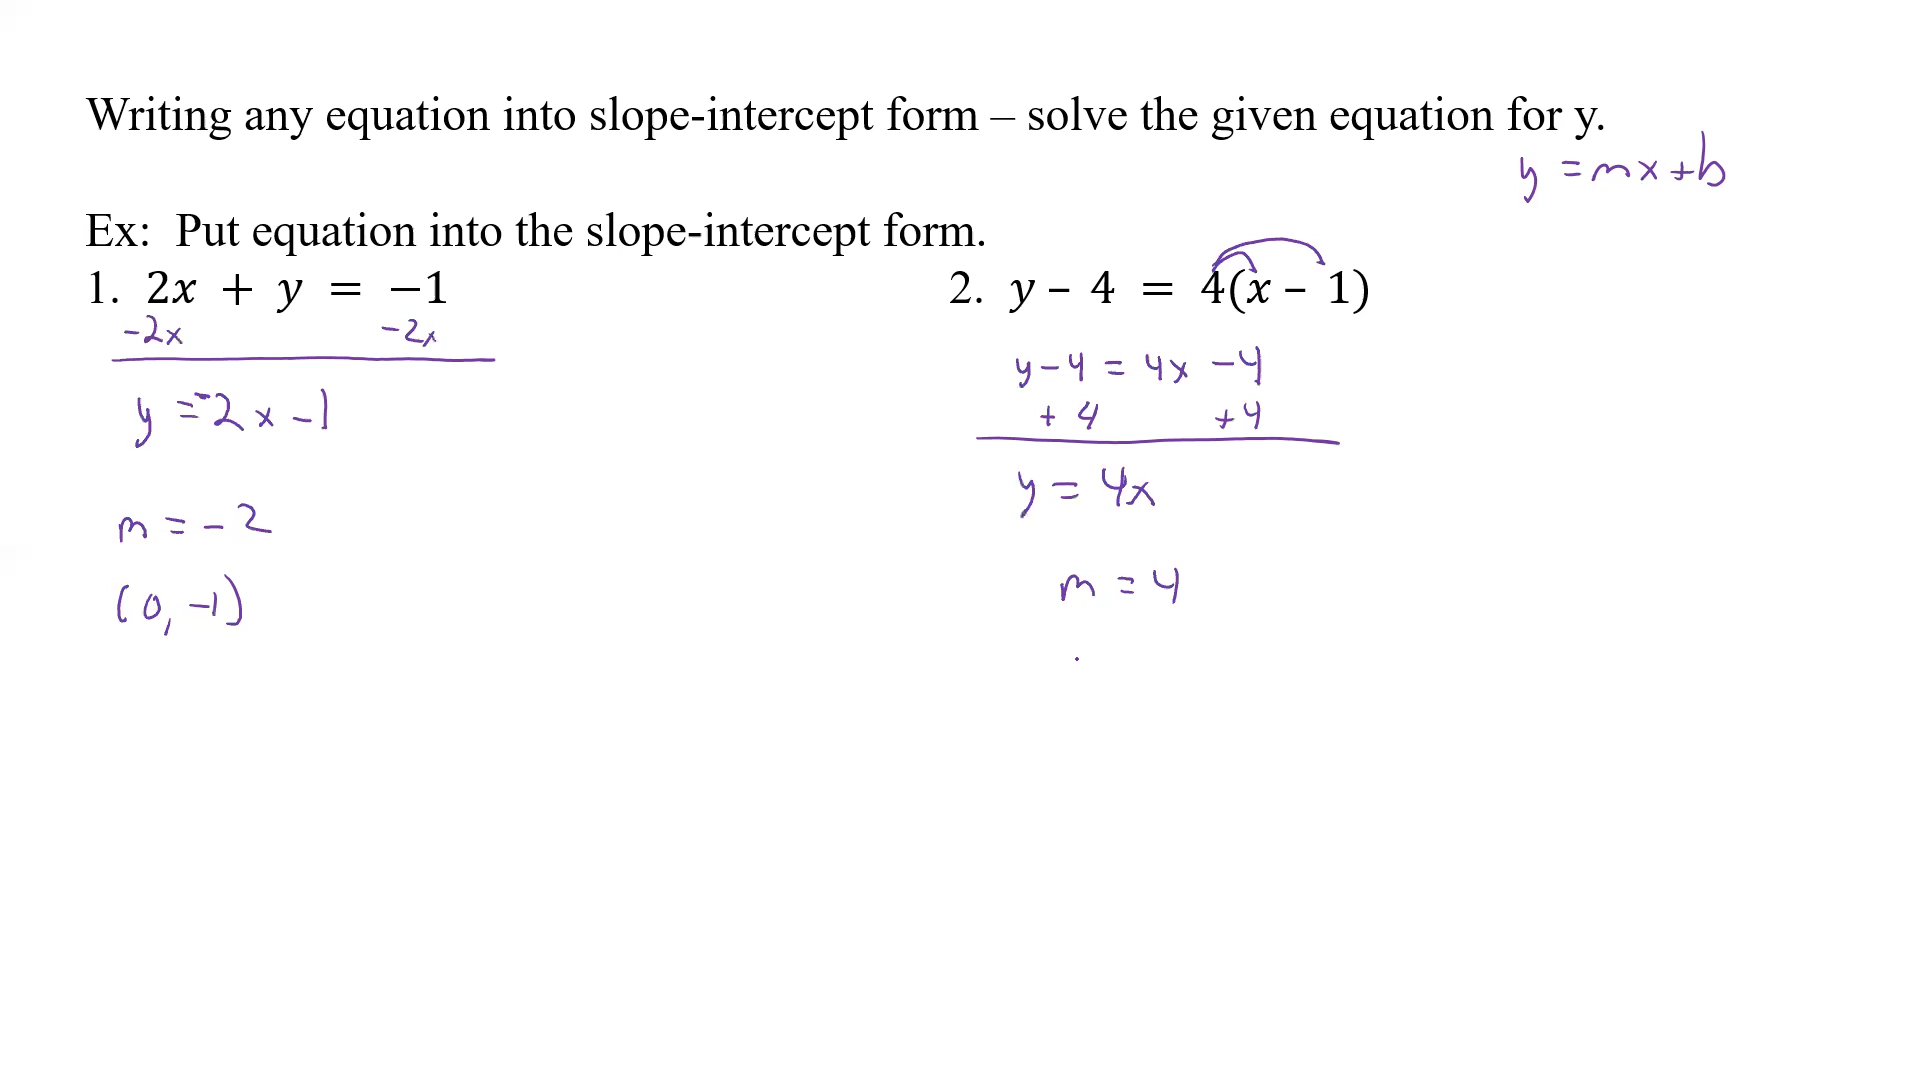 Writing any equation into slope-intercept form – solve the given equation for y.
y = mx + b
Ex: Put equation into the slope-intercept form.
1. 2x + y = −1
-2x -2x
y = -2x - 1
m = -2
(0, -1)
2. y – 4 = 4(x – 1)
y - 4 = 4x - 4
+ 4 + 4
y = 4x
m = 4